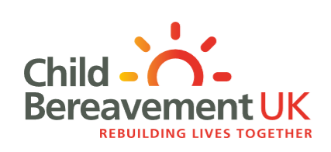 Child
Bereavement UK
REBUILDING LIVES TOGETHER